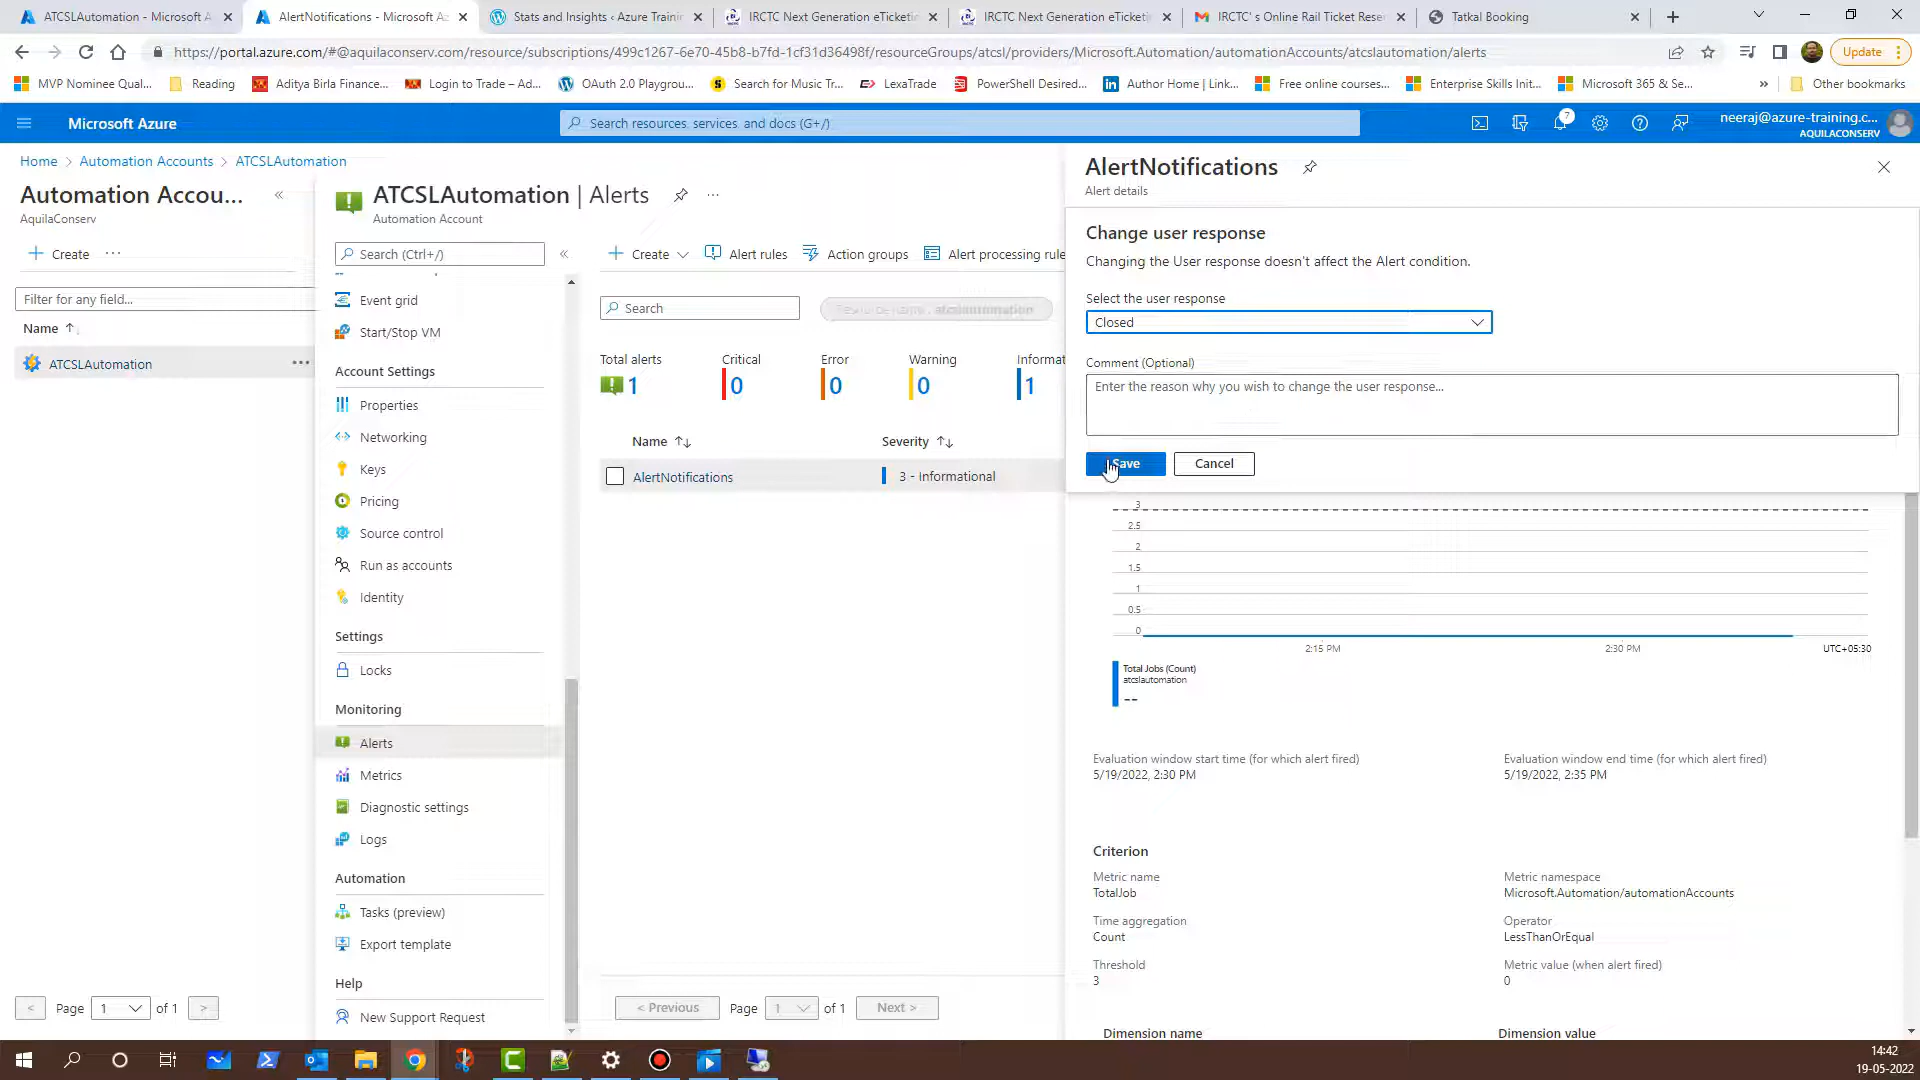 ATCSLAutomation - Microsoft A
AlertNotifications - Microsoft Az
Stats and Insights ‹ Azure Trainin
IRCTC Next Generation eTicketin
IRCTC Next Generation eTicketin
IRCTC' s Online Rail Ticket Rese
Tatkal Booking
https://portal.azure.com/#@aquilaconserv.com/resource/subscriptions/499c1267-6e70-45b8-b7fd-1cf31d36498f/resourceGroups/atcsl/providers/Microsoft.Automation/automationAccounts/atcslautomation/alerts
Update
MVP Nominee Qual...
Reading
Aditya Birla Finance...
Login to Trade – Ad...
OAuth 2.0 Playgrou...
Search for Music Tr...
LexaTrade
PowerShell Desired...
Author Home | Link...
Free online courses...
Enterprise Skills Init...
Microsoft 365 & Se...
»
Other bookmarks
Microsoft Azure
Search resources, services, and docs (G+/)
7
neeraj@azure-training.c...
AQUILACONSERV
Home > Automation Accounts > ATCSLAutomation
Automation Accou...
AquilaConserv
Create
Filter for any field...
Name
ATCSLAutomation
< Page 1 of 1 >
ATCSLAutomation | Alerts
Automation Account
Search (Ctrl+/)
Event grid
Start/Stop VM
Account Settings
Properties
Networking
Keys
Pricing
Source control
Run as accounts
Identity
Settings
Locks
Monitoring
Alerts
Metrics
Diagnostic settings
Logs
Automation
Tasks (preview)
Export template
Help
New Support Request
Create
Alert rules
Action groups
Alert processing rule
Search
atcslautomation
Total alerts
1
Critical
0
Error
0
Warning
0
Informat
1
Name
Severity
AlertNotifications
3 - Informational
< Previous
Page 1 of 1
Next >
AlertNotifications
Alert details
Change user response
Changing the User response doesn't affect the Alert condition.
Select the user response
Closed
Comment (Optional)
Enter the reason why you wish to change the user response...
Save
Cancel
3
2.5
2
1.5
1
0.5
0
2:15 PM
2:30 PM
UTC+05:30
Total Jobs (Count)
atcslautomation
--
Evaluation window start time (for which alert fired)
5/19/2022, 2:30 PM
Evaluation window end time (for which alert fired)
5/19/2022, 2:35 PM
Criterion
Metric name
TotalJob
Metric namespace
Microsoft.Automation/automationAccounts
Time aggregation
Count
Operator
LessThanOrEqual
Threshold
3
Metric value (when alert fired)
0
Dimension name
Dimension value
14:42
19-05-2022